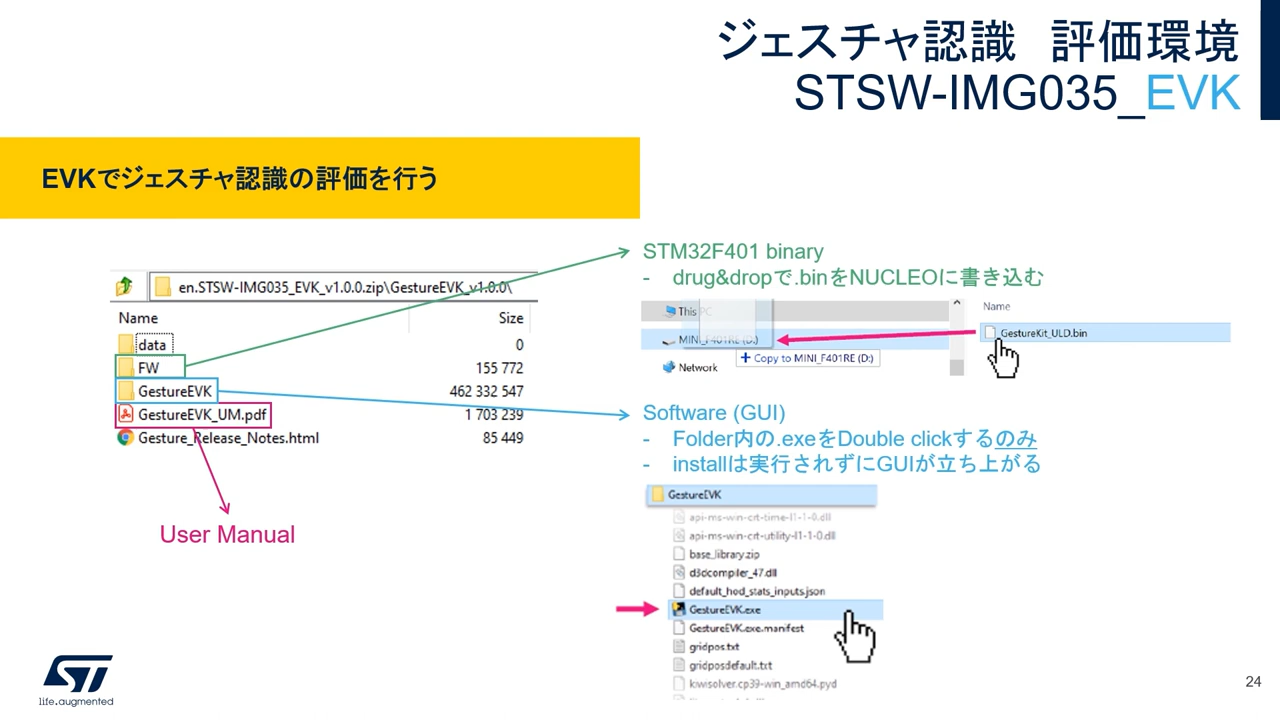 ジェスチャ認識　評価環境
STSW-IMG035_EVK
EVKでジェスチャ認識の評価を行う
en.STSW-IMG035_EVK_v1.0.0.zip\GestureEVK_v1.0.0\
Name Size
data 0
FW 155 772
GestureEVK 462 332 547
GestureEVK_UM.pdf 1 703 239
Gesture_Release_Notes.html 85 449
User Manual
STM32F401 binary
- drug&dropで.binをNUCLEOに書き込む
This PC
MINI_F401RE (D:)
Copy to MINI_F401RE (D:)
Network
Name
GestureKit_ULD.bin
Software (GUI)
- Folder内の.exeをDouble clickするのみ
- installは実行されずにGUIが立ち上がる
GestureEVK
api-ms-win-crt-time-l1-1-0.dll
api-ms-win-crt-utility-l1-1-0.dll
base_library.zip
d3dcompiler_47.dll
default_hod_stats_inputs.json
GestureEVK.exe
GestureEVK.exe.manifest
gridpos.txt
gridposdefault.txt
kiwisolver.cp39-win_amd64.pyd
ST
life.augmented
24